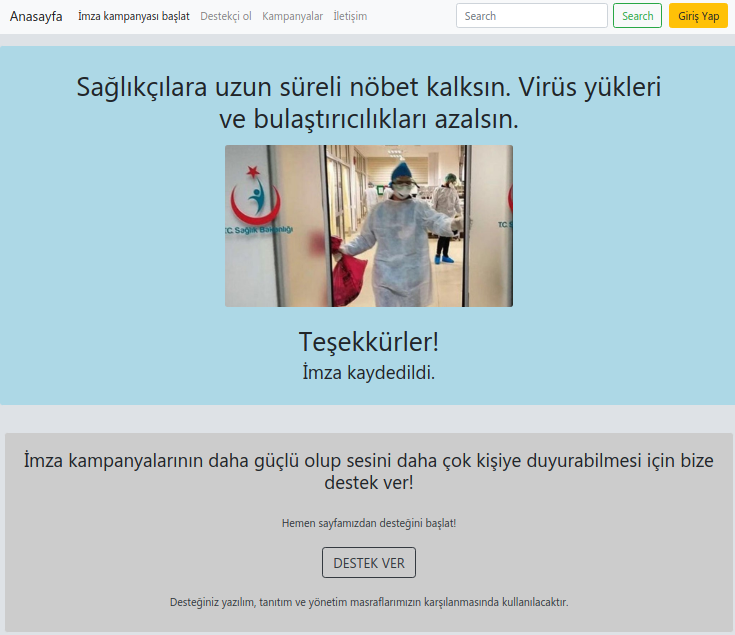 Anasayfa İmza kampanyası başlat Destekçi ol Kampanyalar İletişim Search Search Giriş Yap
Sağlıkçılara uzun süreli nöbet kalksın. Virüs yükleri
ve bulaştırıcılıkları azalsın.
T.C. Sağlık Bakanlığı
TC S
Teşekkürler!
İmza kaydedildi.
İmza kampanyalarının daha güçlü olup sesini daha çok kişiye duyurabilmesi için bize
destek ver!
Hemen sayfamızdan desteğini başlat!
DESTEK VER
Desteğiniz yazılım, tanıtım ve yönetim masraflarımızın karşılanmasında kullanılacaktır.